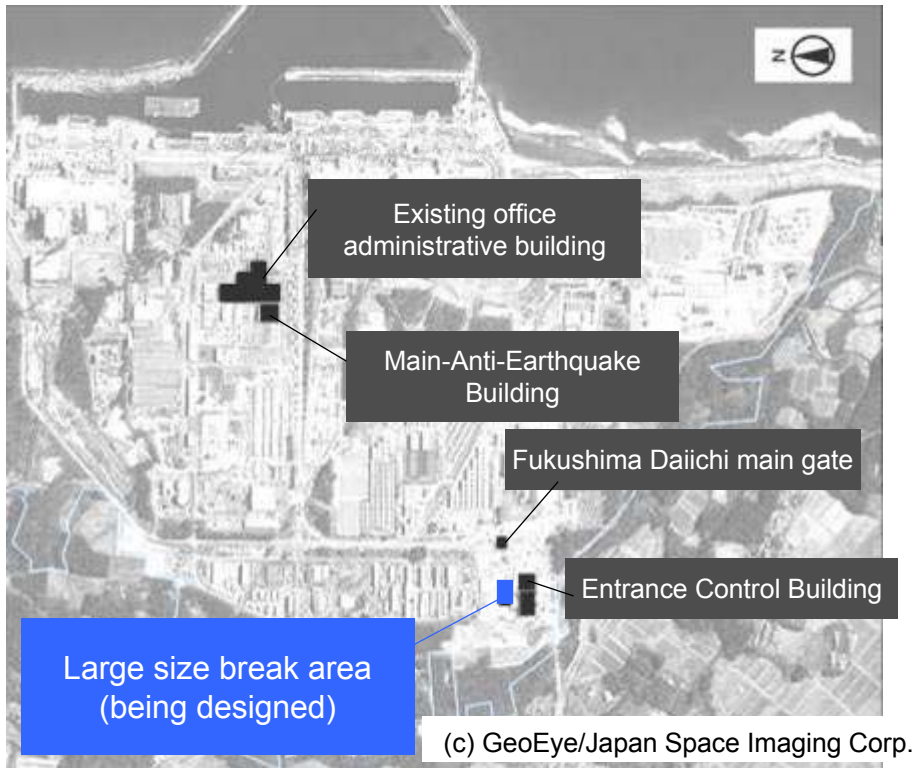 N
Existing office
administrative building
Main-Anti-Earthquake
Building
Fukushima Daiichi main gate
Entrance Control Building
Large size break area
(being designed)
(c) GeoEye/Japan Space Imaging Corp.